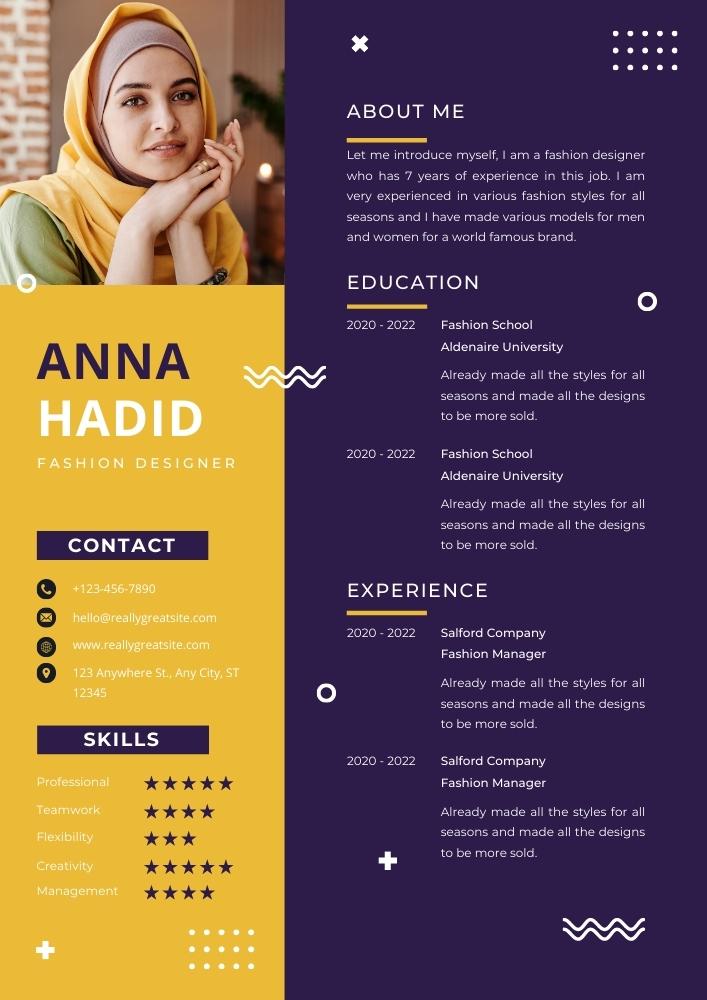 ANNA
HADID
FASHION DESIGNER
CONTACT
+123-456-7890
hello@reallygreatsite.com
www.reallygreatsite.com
123 Anywhere St., Any City, ST
12345
SKILLS
Professional
Teamwork
Flexibility
Creativity
Management
ABOUT ME
Let me introduce myself, I am a fashion designer
who has 7 years of experience in this job. I am
very experienced in various fashion styles for all
seasons and I have made various models for men
and women for a world famous brand.
EDUCATION
2020 - 2022 Fashion School
Aldenaire University
Already made all the styles for all
seasons and made all the designs
to be more sold.
2020 - 2022 Fashion School
Aldenaire University
Already made all the styles for all
seasons and made all the designs
to be more sold.
EXPERIENCE
2020 - 2022 Salford Company
Fashion Manager
Already made all the styles for all
seasons and made all the designs
to be more sold.
2020 - 2022 Salford Company
Fashion Manager
Already made all the styles for all
seasons and made all the designs
to be more sold.